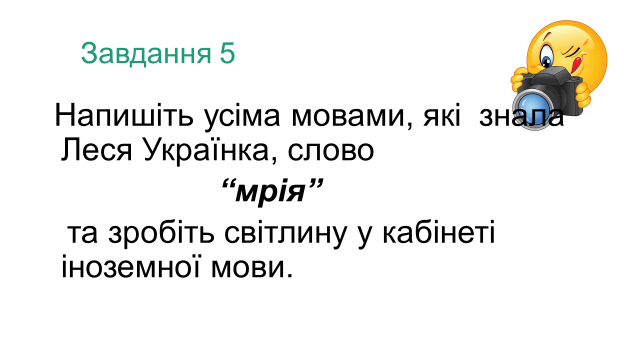 Завдання 5
Напишіть усіма мовами, які знала
Леся Українка, слово
“мрія”
та зробіть світлину у кабінеті
іноземної мови.